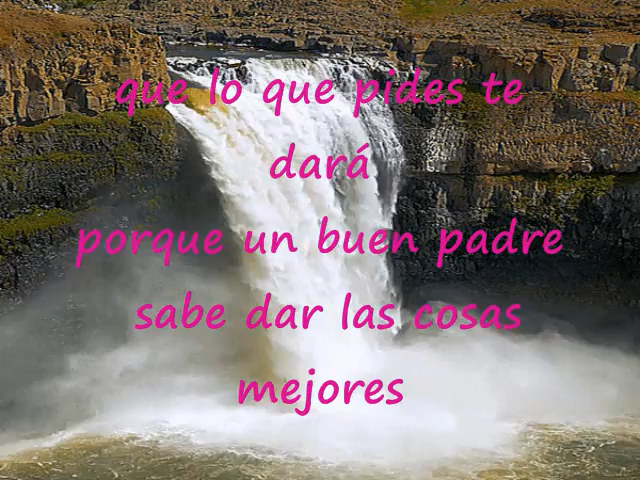 que lo que pides te
dará
porque un buen padre
sabe dar las cosas
mejores